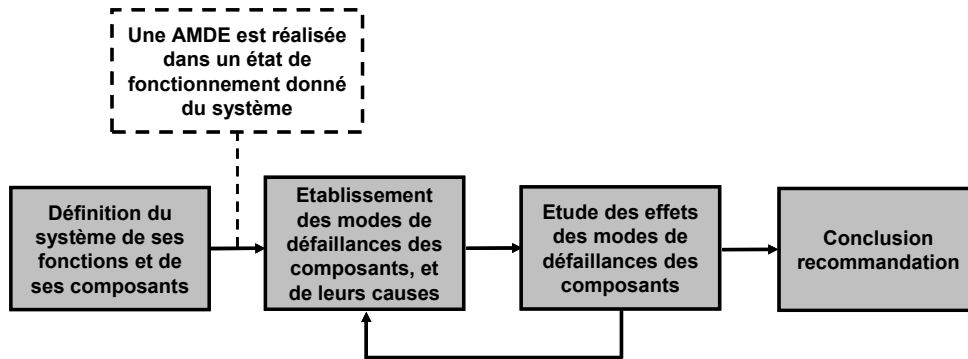 Une AMDE est réalisée
dans un état de
fonctionnement donné
du système
Définition du
système de ses
fonctions et de
ses composants
Etablissement
des modes de
défaillances des
composants, et
de leurs causes
Etude des effets
des modes de
défaillances des
composants
Conclusion
recommandation